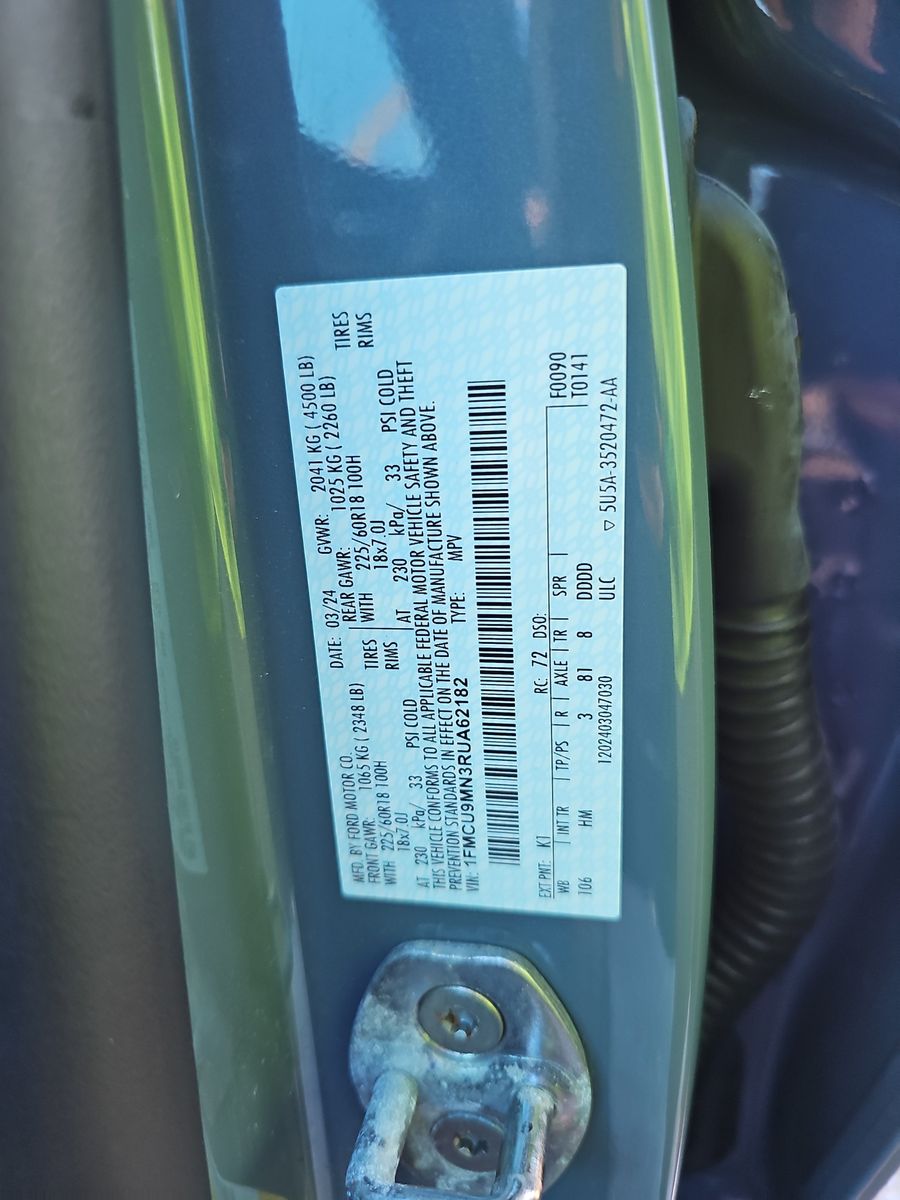 MFD. BY FORD MOTOR CO. DATE: 03/24 GVWR: 2041 KG ( 4500 LB)
FRONT GAWR: 1065 KG ( 2348 LB) REAR GAWR: 1025 KG ( 2260 LB)
WITH 225/60R18 100H TIRES WITH 225/60R18 100H TIRES
18x7.0J RIMS 18x7.0J RIMS
AT 230 kPa/ 33 PSI COLD AT 230 kPa/ 33 PSI COLD
THIS VEHICLE CONFORMS TO ALL APPLICABLE FEDERAL MOTOR VEHICLE SAFETY AND THEFT
PREVENTION STANDARDS IN EFFECT ON THE DATE OF MANUFACTURE SHOWN ABOVE.
VIN: 1FMCU9MN3RUA62182 TYPE: MPV
EXT PNT: K1 RC: 72 DSO: F0090
WB INT TR TP/PS R AXLE TR SPR T0141
106 HM 3 81 8 DDDD
120240304703​0 ULC ▽ 5U5A-3520472-AA